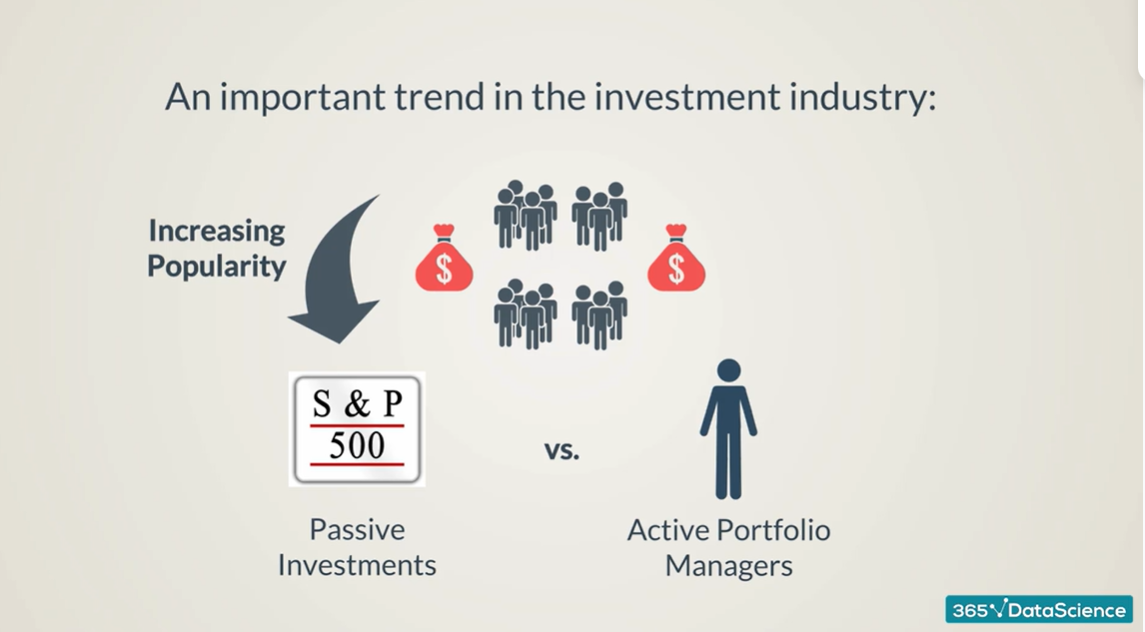 An important trend in the investment industry:
Increasing
Popularity
$
$
S & P
500
vs.
Passive
Investments
Active Portfolio
Managers
365 DataScience